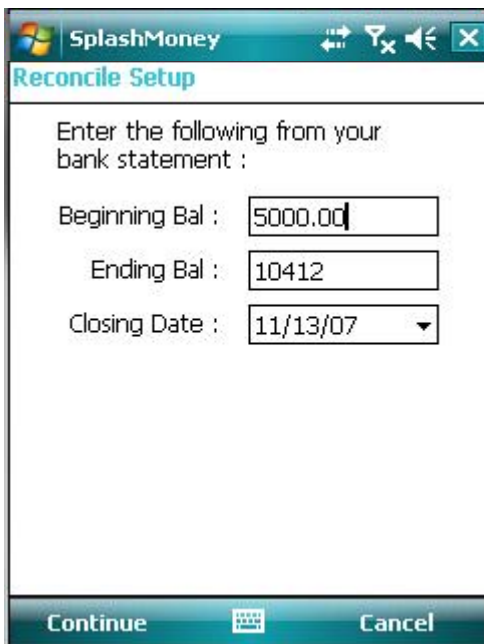 SplashMoney
Reconcile Setup
Enter the following from your
bank statement :
Beginning Bal : 5000.00
Ending Bal : 10412
Closing Date : 11/13/07
Continue Cancel